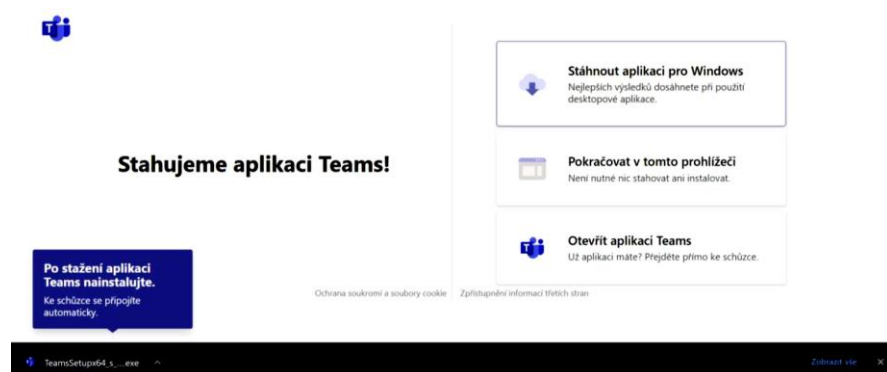 Stahujeme aplikaci Teams!
Stáhnout aplikaci pro Windows
Nejlepších výsledků dosáhnete při použití
desktopové aplikace.
Pokračovat v tomto prohlížeči
Není nutné nic stahovat ani instalovat.
Otevřít aplikaci Teams
Už aplikaci máte? Přejděte přímo ke schůzce.
Po stažení aplikaci
Teams nainstalujte.
Ke schůzce se připojíte
automaticky.
Ochrana soukromí a soubory cookie
Zpřístupnění informací třetích stran
TeamsSetupx64_s_....exe
Zobrazit vše